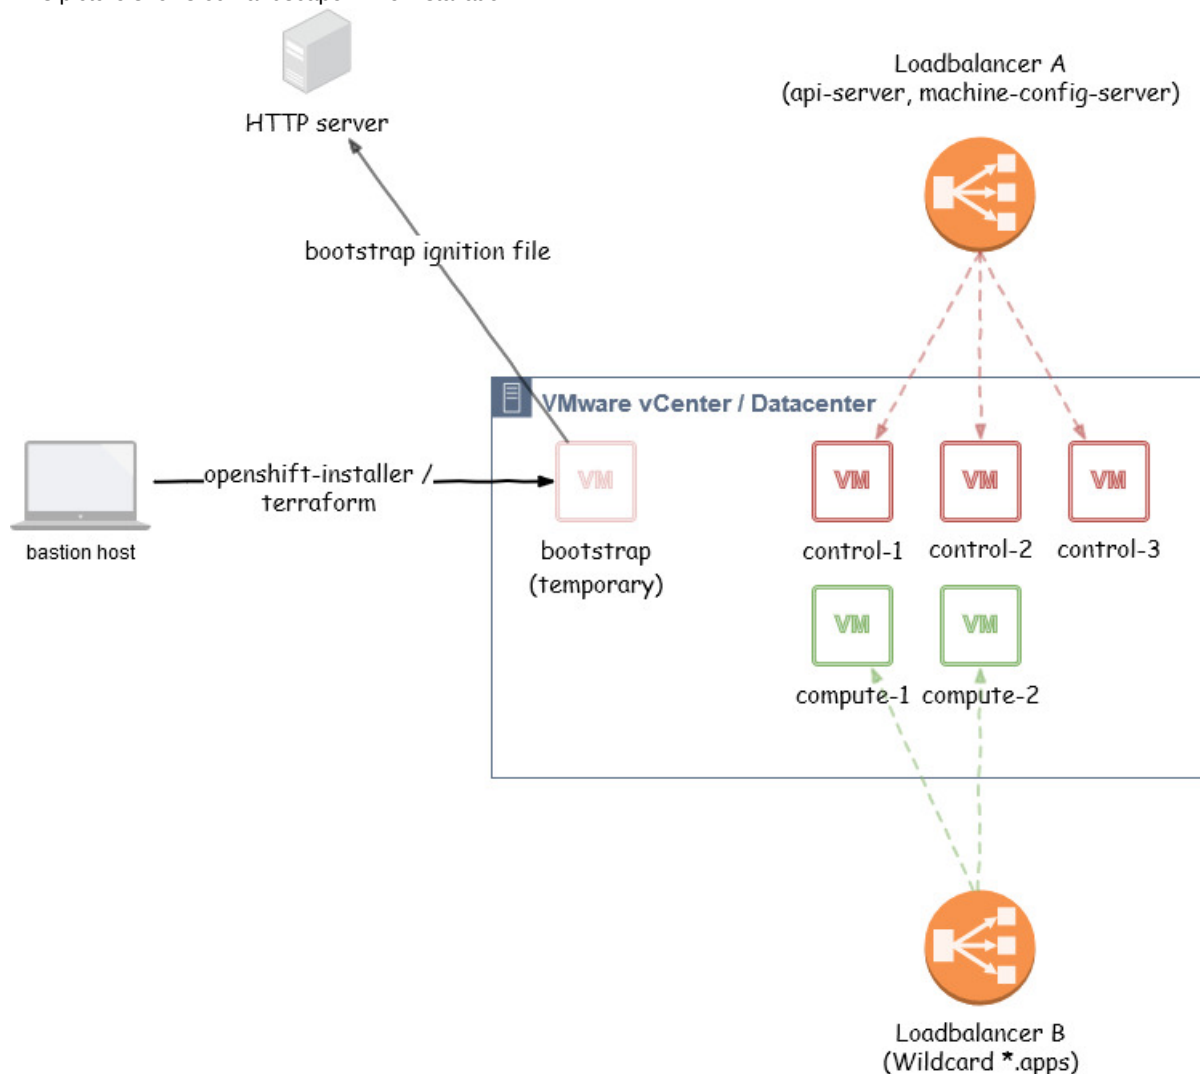 HTTP server
Loadbalancer A
(api-server, machine-config-server)
bootstrap ignition file
VMware vCenter / Datacenter
openshift-installer /
terraform
bastion host
VM
bootstrap
(temporary)
VM
VM
VM
control-1
control-2
control-3
VM
VM
compute-1
compute-2
Loadbalancer B
(Wildcard *.apps)